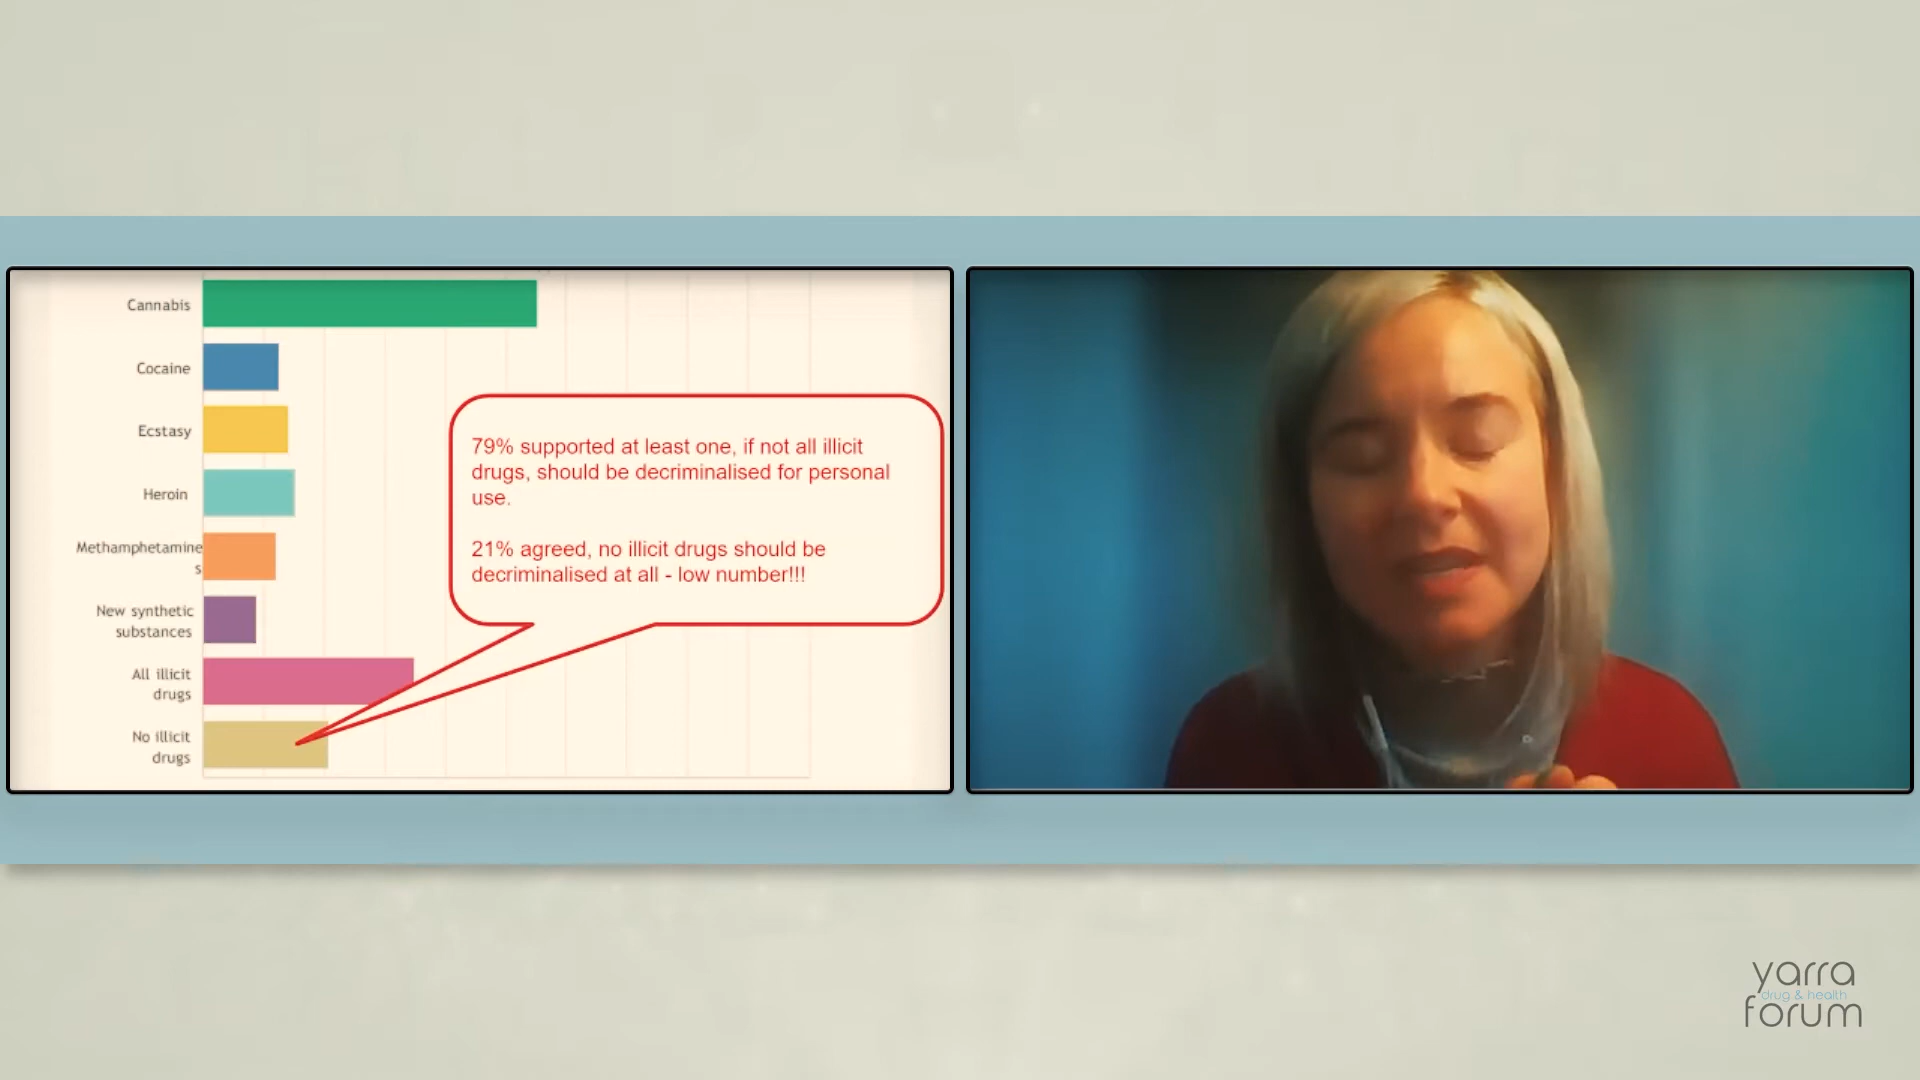 Cannabis
Cocaine
Ecstasy
Heroin
Methamphetamine
s
New synthetic
substances
All illicit
drugs
No illicit
drugs
79% supported at least one, if not all illicit
drugs, should be decriminalised for personal
use.
21% agreed, no illicit drugs should be
decriminalised at all - low number!!!
yarra
drug & health
forum